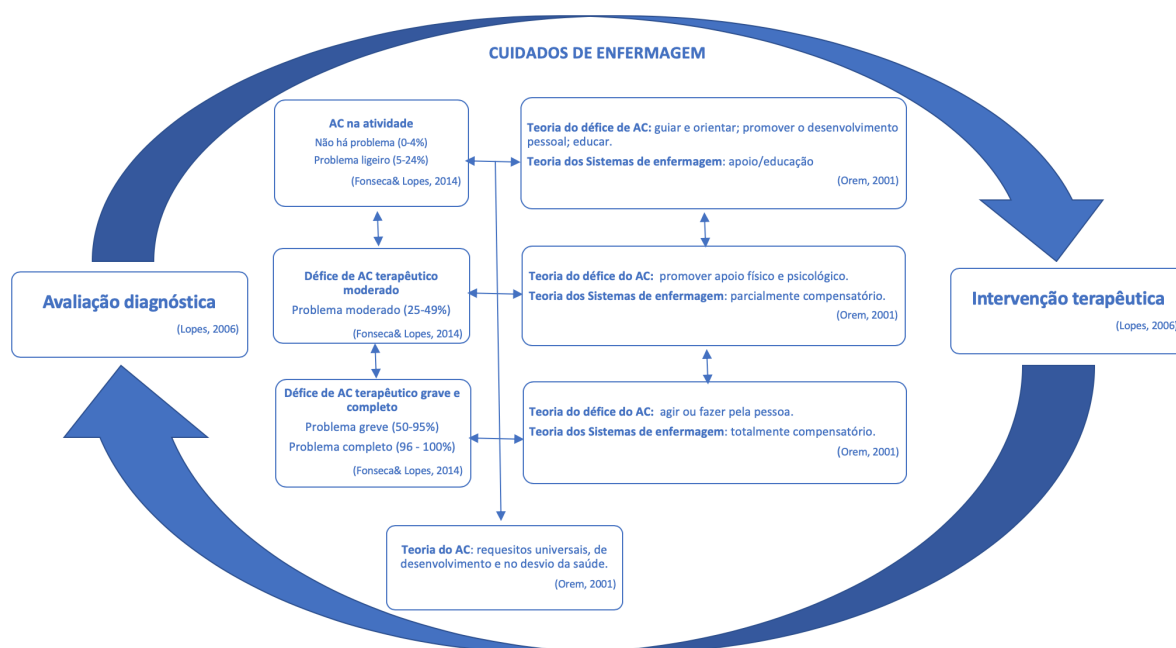 CUIDADOS DE ENFERMAGEM
AC na atividade
Não há problema (0-4%)
Problema ligeiro (5-24%)
(Fonseca& Lopes, 2014)
Teoria do défice de AC: guiar e orientar; promover o desenvolvimento
pessoal; educar.
Teoria dos Sistemas de enfermagem: apoio/educação
(Orem, 2001)
Avaliação diagnóstica
(Lopes, 2006)
Défice de AC terapêutico
moderado
Problema moderado (25-49%)
(Fonseca& Lopes, 2014)
Teoria do défice do AC: promover apoio físico e psicológico.
Teoria dos Sistemas de enfermagem: parcialmente compensatório.
(Orem, 2001)
Intervenção terapêutica
(Lopes, 2006)
Défice de AC terapêutico grave e
completo
Problema greve (50-95%)
Problema completo (96 - 100%)
(Fonseca& Lopes, 2014)
Teoria do défice do AC: agir ou fazer pela pessoa.
Teoria dos Sistemas de enfermagem: totalmente compensatório.
(Orem, 2001)
Teoria do AC: requesitos universais, de
desenvolvimento e no desvio da saúde.
(Orem, 2001)